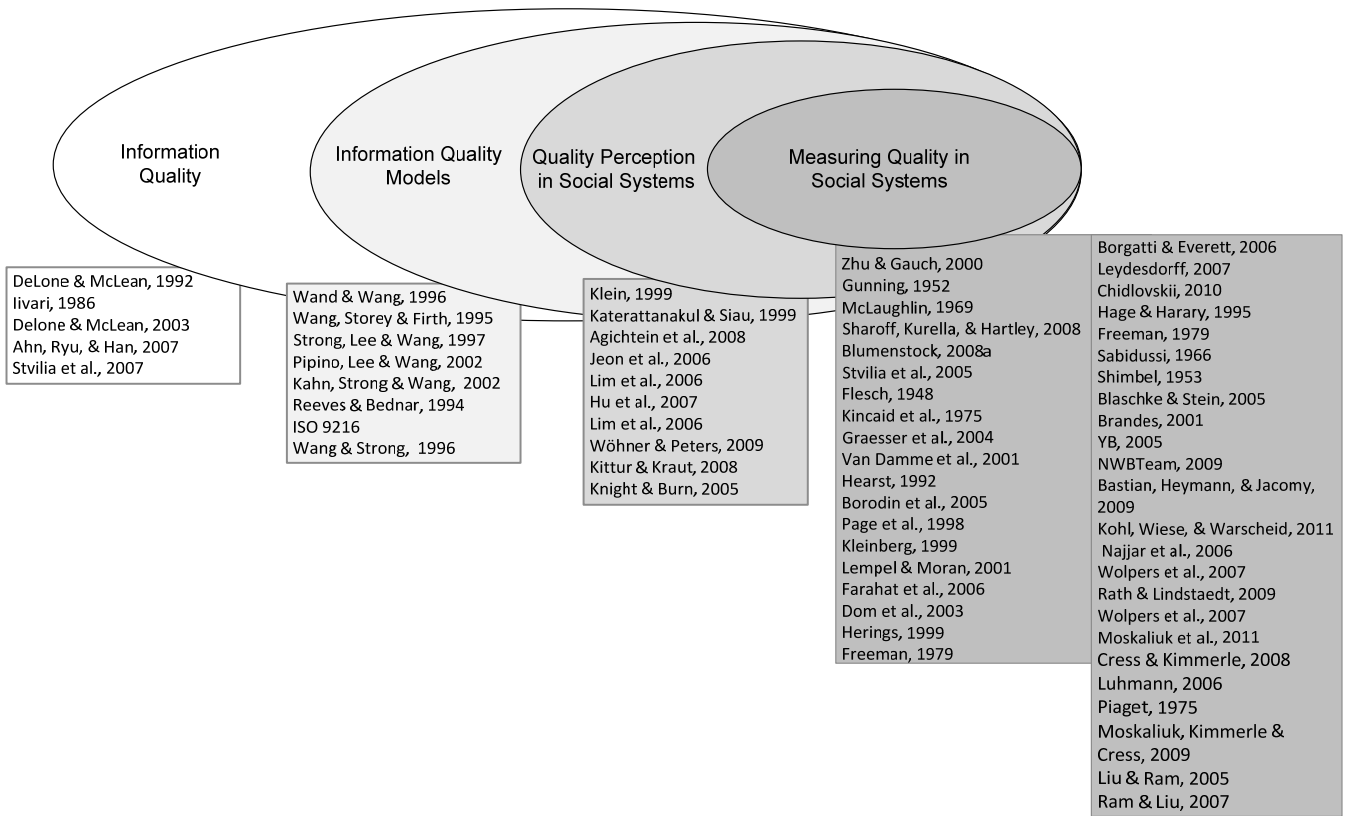 Information
Quality
Information Quality
Models
Quality Perception
in Social Systems
Measuring Quality in
Social Systems
DeLone & McLean, 1992
Iivari, 1986
Delone & McLean, 2003
Ahn, Ryu, & Han, 2007
Stvilia et al., 2007
Wand & Wang, 1996
Wang, Storey & Firth, 1995
Strong, Lee & Wang, 1997
Pipino, Lee & Wang, 2002
Kahn, Strong & Wang, 2002
Reeves & Bednar, 1994
ISO 9216
Wang & Strong, 1996
Klein, 1999
Katerattanakul & Siau, 1999
Agichtein et al., 2008
Jeon et al., 2006
Lim et al., 2006
Hu et al., 2007
Lim et al., 2006
Wöhner & Peters, 2009
Kittur & Kraut, 2008
Knight & Burn, 2005
Zhu & Gauch, 2000
Gunning, 1952
McLaughlin, 1969
Sharoff, Kurella, & Hartley, 2008
Blumenstock, 2008a
Stvilia et al., 2005
Flesch, 1948
Kincaid et al., 1975
Graesser et al., 2004
Van Damme et al., 2001
Hearst, 1992
Borodin et al., 2005
Page et al., 1998
Kleinberg, 1999
Lempel & Moran, 2001
Farahat et al., 2006
Dom et al., 2003
Herings, 1999
Freeman, 1979
Borgatti & Everett, 2006
Leydesdorff, 2007
Chidlovskii, 2010
Hage & Harary, 1995
Freeman, 1979
Sabidussi, 1966
Shimbel, 1953
Blaschke & Stein, 2005
Brandes, 2001
YB, 2005
NWBTeam, 2009
Bastian, Heymann, & Jacomy,
2009
Kohl, Wiese, & Warscheid, 2011
Najjar et al., 2006
Wolpers et al., 2007
Rath & Lindstaedt, 2009
Wolpers et al., 2007
Moskaliuk et al., 2011
Cress & Kimmerle, 2008
Luhmann, 2006
Piaget, 1975
Moskaliuk, Kimmerle &
Cress, 2009
Liu & Ram, 2005
Ram & Liu, 2007